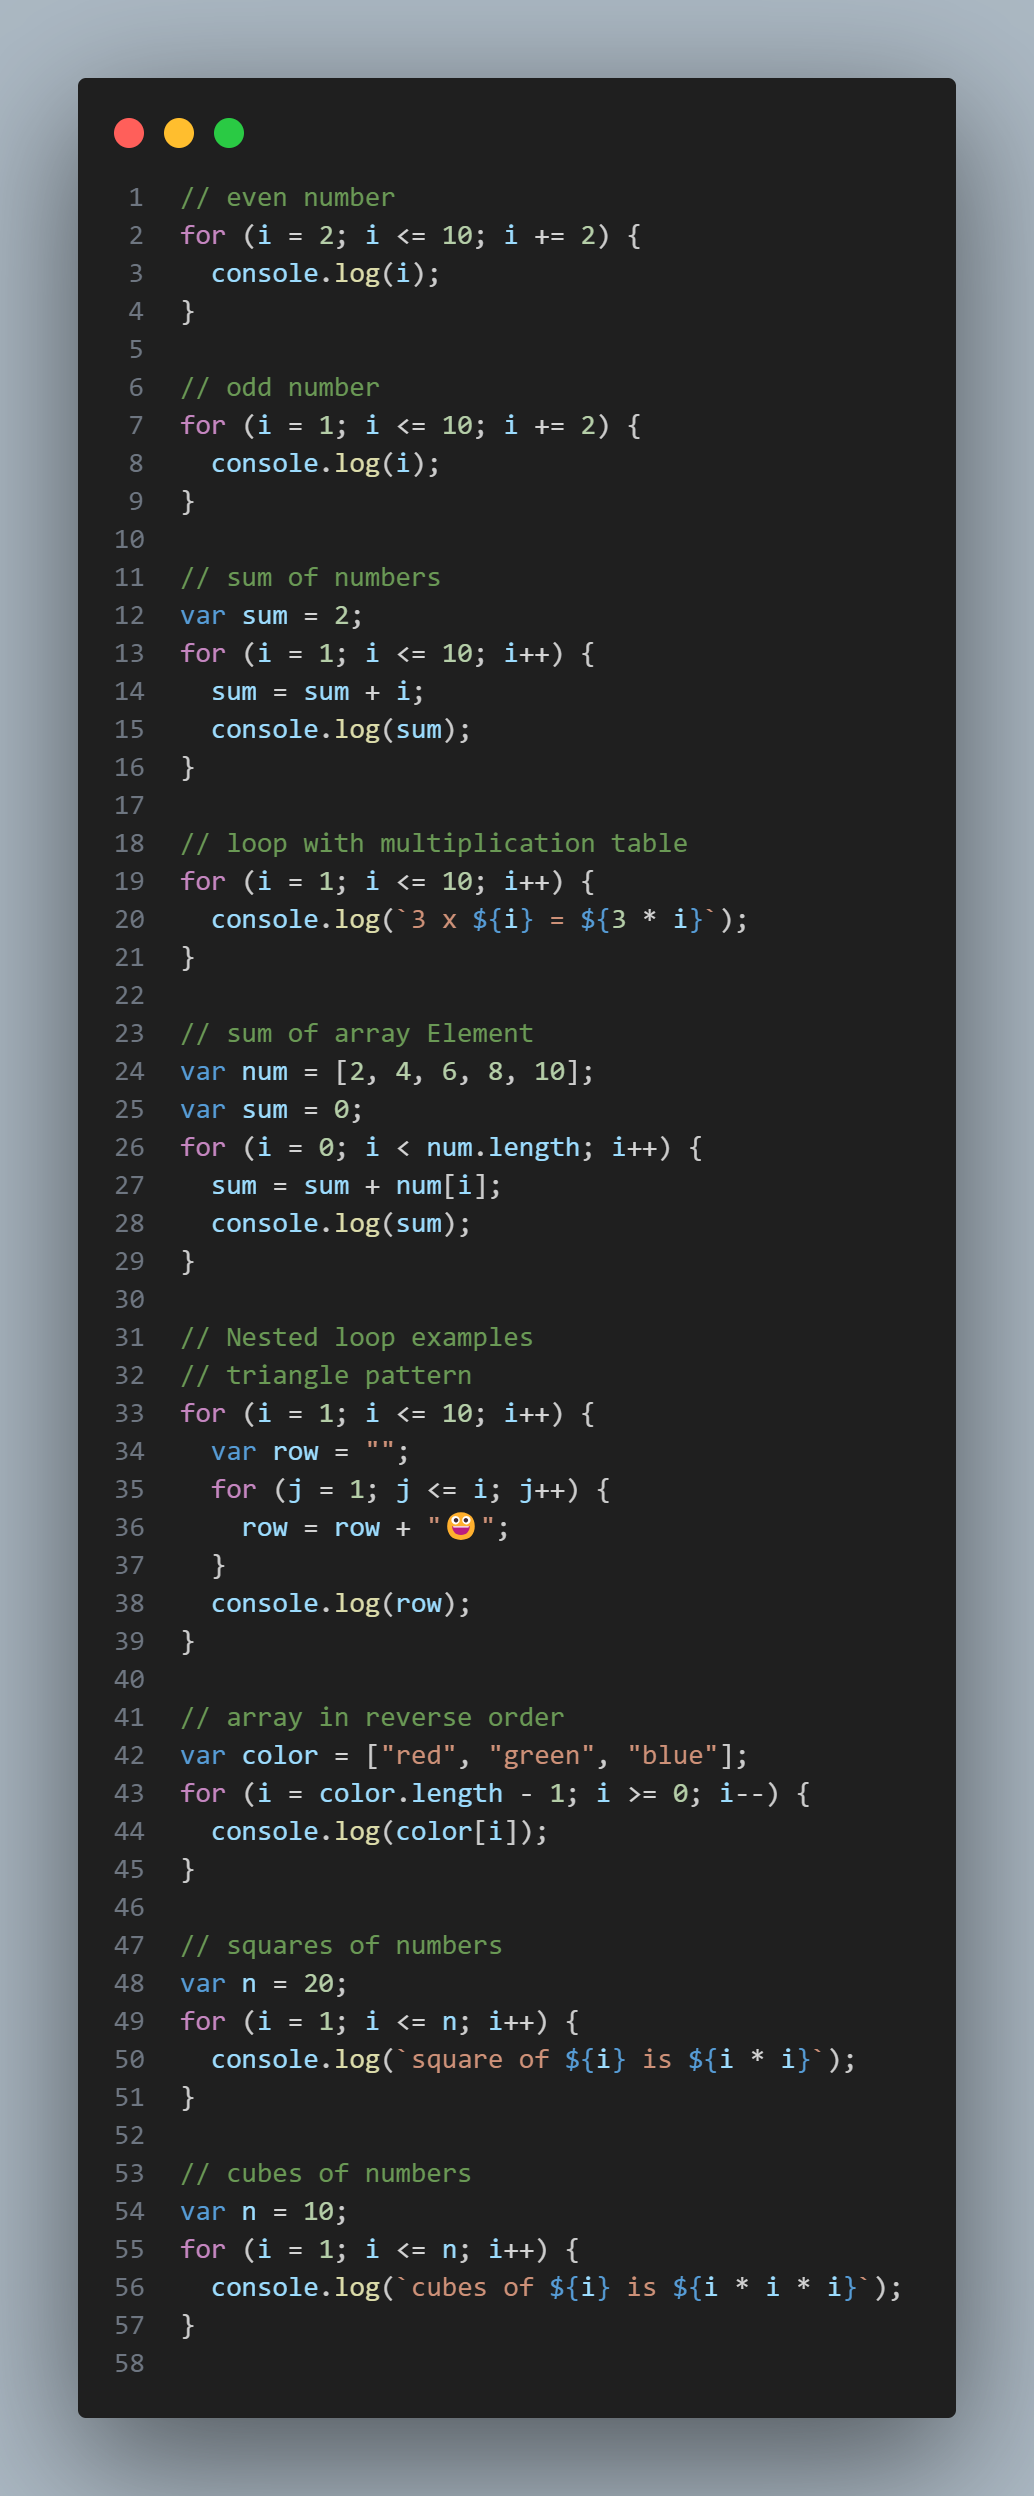 1 // even number
2 for (i = 2; i <= 10; i += 2) {
3   console.log(i);
4 }
5
6 // odd number
7 for (i = 1; i <= 10; i += 2) {
8   console.log(i);
9 }
10
11 // sum of numbers
12 var sum = 2;
13 for (i = 1; i <= 10; i++) {
14   sum = sum + i;
15   console.log(sum);
16 }
17
18 // loop with multiplication table
19 for (i = 1; i <= 10; i++) {
20   console.log(`3 x ${i} = ${3 * i}`);
21 }
22
23 // sum of array Element
24 var num = [2, 4, 6, 8, 10];
25 var sum = 0;
26 for (i = 0; i < num.length; i++) {
27   sum = sum + num[i];
28   console.log(sum);
29 }
30
31 // Nested loop examples
32 // triangle pattern
33 for (i = 1; i <= 10; i++) {
34   var row = "";
35   for (j = 1; j <= i; j++) {
36     row = row + "😀";
37   }
38   console.log(row);
39 }
40
41 // array in reverse order
42 var color = ["red", "green", "blue"];
43 for (i = color.length - 1; i >= 0; i--) {
44   console.log(color[i]);
45 }
46
47 // squares of numbers
48 var n = 20;
49 for (i = 1; i <= n; i++) {
50   console.log(`square of ${i} is ${i * i}`);
51 }
52
53 // cubes of numbers
54 var n = 10;
55 for (i = 1; i <= n; i++) {
56   console.log(`cubes of ${i} is ${i * i * i}`);
57 }
58